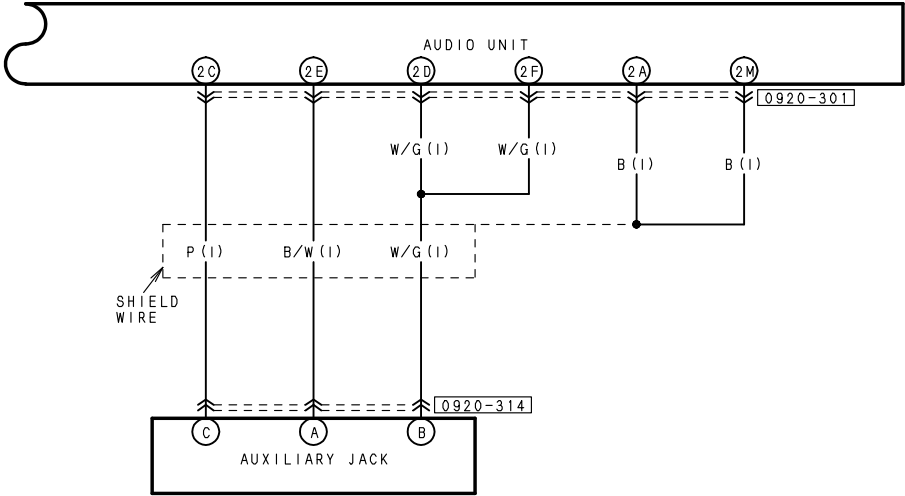 AUDIO UNIT
2C 2E 2D 2F 2A 2M
0920-301
W/G(I) W/G(I)
B(I) B(I)
P(I) B/W(I) W/G(I)
SHIELD
WIRE
0920-314
C A B
AUXILIARY JACK